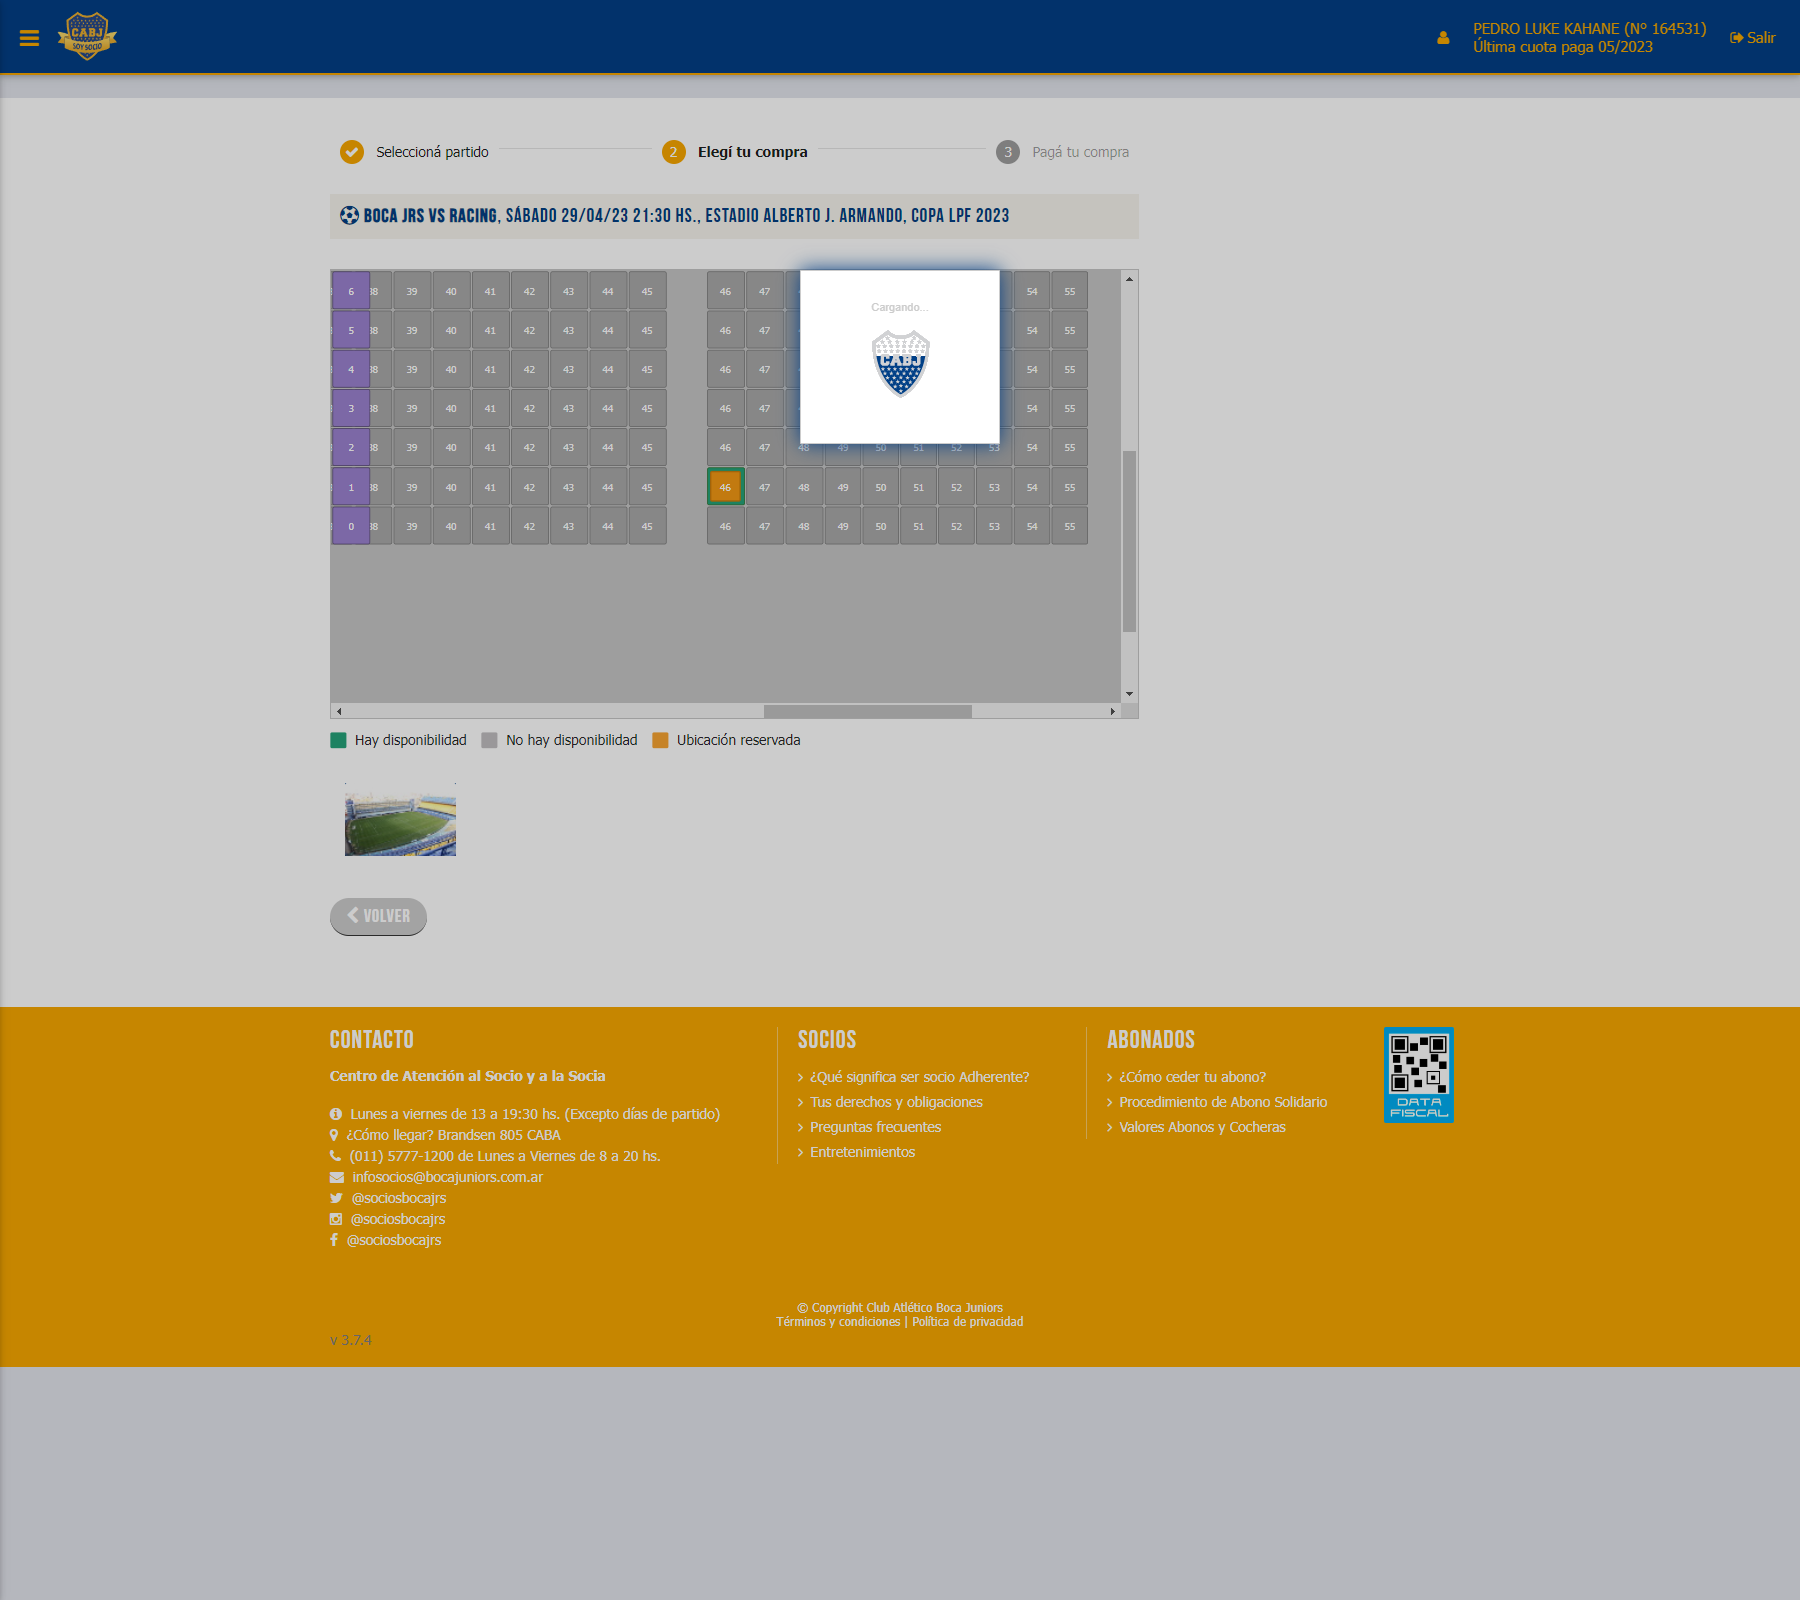 CABJ
SOY SOCIO
PEDRO LUKE KAHANE (Nº 164531)
Última cuota paga 05/2023
Salir
Seleccioná partido
2 Elegí tu compra
3 Pagá tu compra
BOCA JRS VS RACING, SÁBADO 29/04/23 21:30 HS., ESTADIO ALBERTO J. ARMANDO, COPA LPF 2023
Cargando...
CABJ
6 38 39 40 41 42 43 44 45 46 47 54 55
5 38 39 40 41 42 43 44 45 46 47 54 55
4 38 39 40 41 42 43 44 45 46 47 54 55
3 38 39 40 41 42 43 44 45 46 47 54 55
2 38 39 40 41 42 43 44 45 46 47 48 49 50 51 52 53 54 55
1 38 39 40 41 42 43 44 45 46 47 48 49 50 51 52 53 54 55
0 38 39 40 41 42 43 44 45 46 47 48 49 50 51 52 53 54 55
Hay disponibilidad No hay disponibilidad Ubicación reservada
VOLVER
CONTACTO
Centro de Atención al Socio y a la Socia
Lunes a viernes de 13 a 19:30 hs. (Excepto días de partido)
¿Cómo llegar? Brandsen 805 CABA
(011) 5777-1200 de Lunes a Viernes de 8 a 20 hs.
infosocios@bocajuniors.com.ar
@sociosbocajrs
@sociosbocajrs
@sociosbocajrs
SOCIOS
¿Qué significa ser socio Adherente?
Tus derechos y obligaciones
Preguntas frecuentes
Entretenimientos
ABONADOS
¿Cómo ceder tu abono?
Procedimiento de Abono Solidario
Valores Abonos y Cocheras
DATA
FISCAL
© Copyright Club Atlético Boca Juniors
Términos y condiciones | Política de privacidad
v 3.7.4